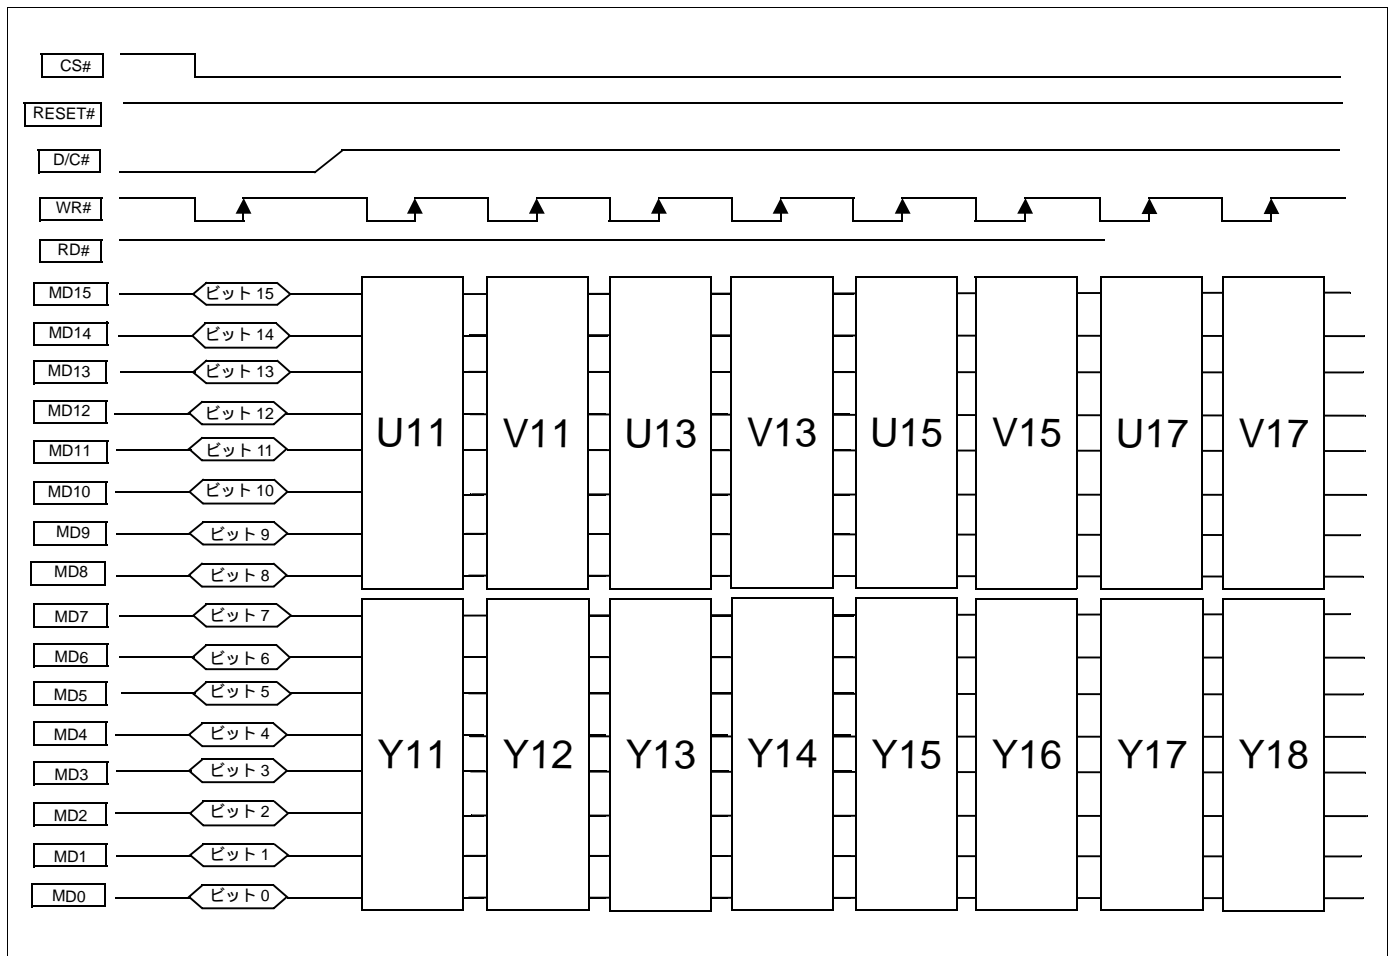 CS#
RESET#
D/C#
WR#
RD#
MD15 ビット 15
MD14 ビット 14
MD13 ビット 13
MD12 ビット 12
MD11 ビット 11
MD10 ビット 10
MD9 ビット 9
MD8 ビット 8
U11 V11 U13 V13 U15 V15 U17 V17
MD7 ビット 7
MD6 ビット 6
MD5 ビット 5
MD4 ビット 4
MD3 ビット 3
MD2 ビット 2
MD1 ビット 1
MD0 ビット 0
Y11 Y12 Y13 Y14 Y15 Y16 Y17 Y18